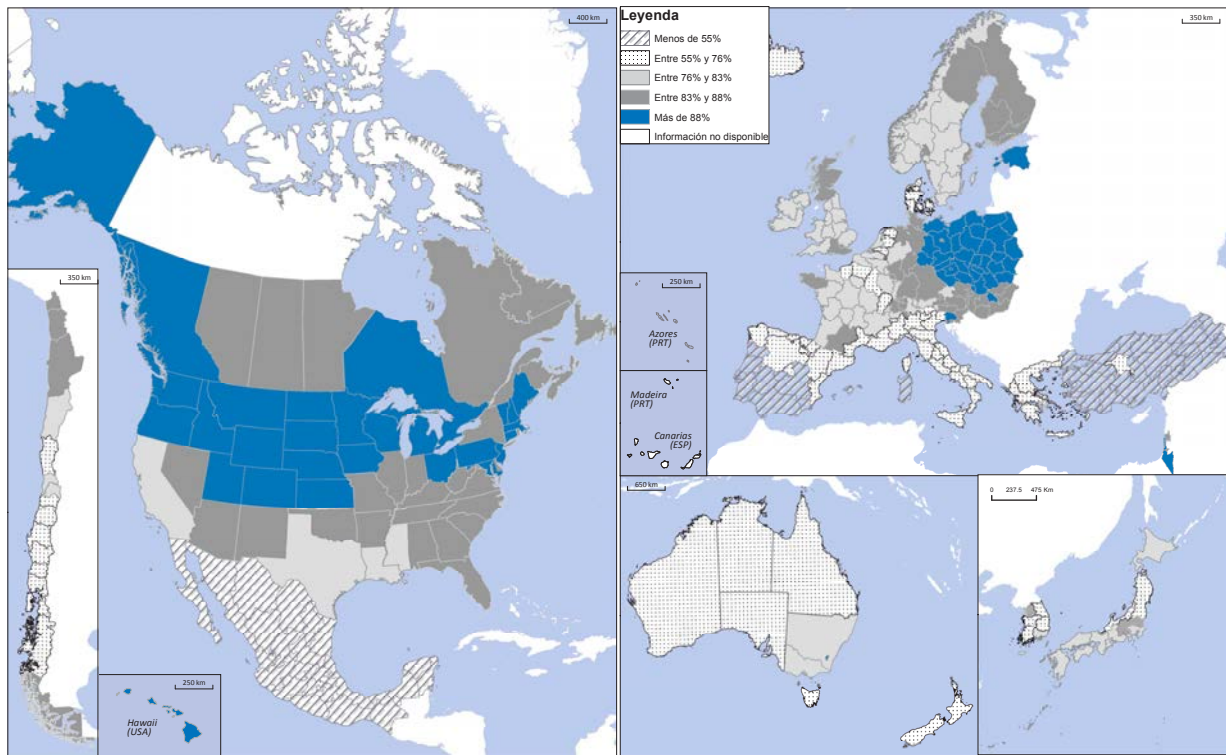 400 km
Leyenda
Menos de 55%
Entre 55% y 76%
Entre 76% y 83%
Entre 83% y 88%
Más de 88%
Información no disponible
350 km
350 km
250 km
Azores
(PRT)
Madeira
(PRT)
Canarias
(ESP)
250 km
Hawaii
(USA)
650 km
0 237.5 475 Km